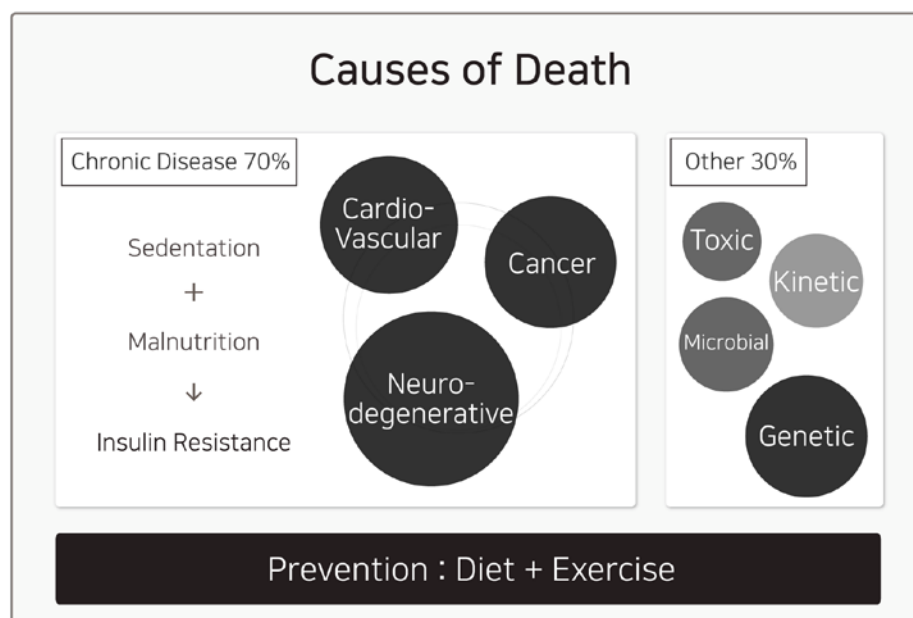 Causes of Death
Chronic Disease 70%
Sedentation
+
Malnutrition
↓
Insulin Resistance
Cardio-
Vascular
Cancer
Neuro-
degenerative
Other 30%
Toxic
Kinetic
Microbial
Genetic
Prevention : Diet + Exercise